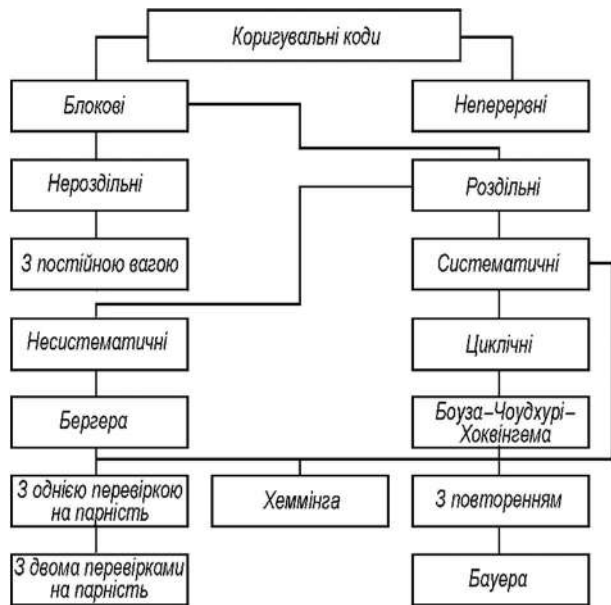 Коригувальні коди
Блокові
Неперервні
Нероздільні
Роздільні
З постійною вагою
Систематичні
Несистематичні
Циклічні
Бергера
Боуза–Чоудхурі–
Хоквінгема
З однією перевіркою
на парність
Хеммінга
З повторенням
З двома перевірками
на парність
Бауера